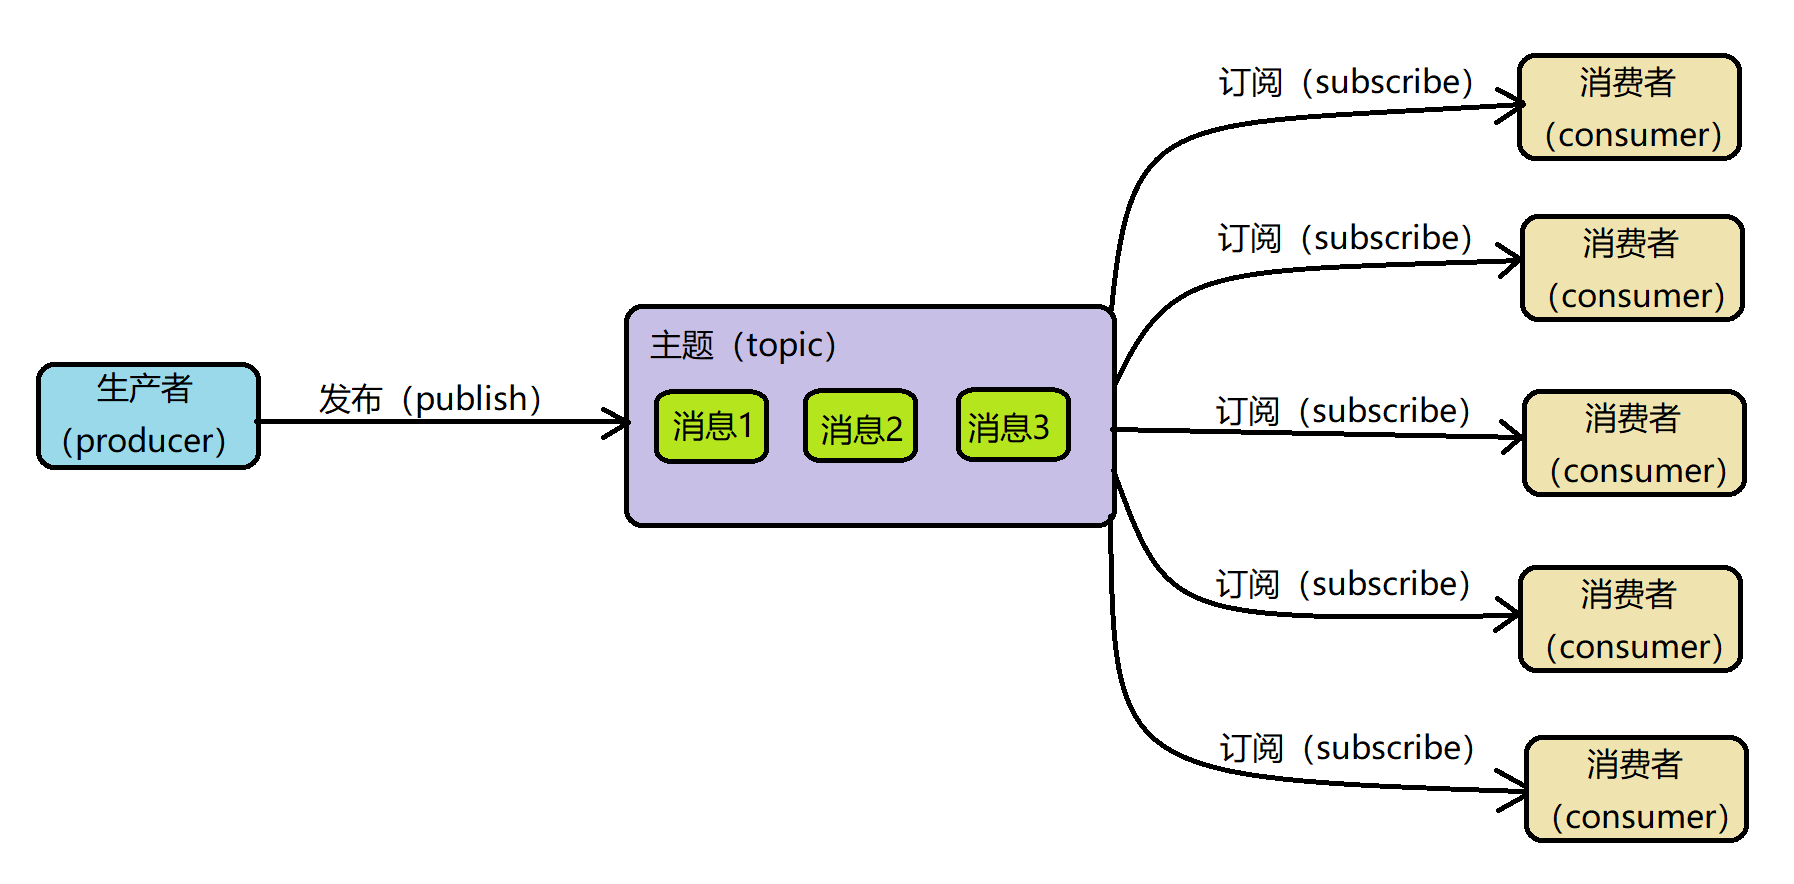 生产者
（producer）
发布（publish）
主题（topic）
消息1
消息2
消息3
订阅（subscribe）
消费者
（consumer）
订阅（subscribe）
消费者
（consumer）
订阅（subscribe）
消费者
（consumer）
订阅（subscribe）
消费者
（consumer）
订阅（subscribe）
消费者
（consumer）